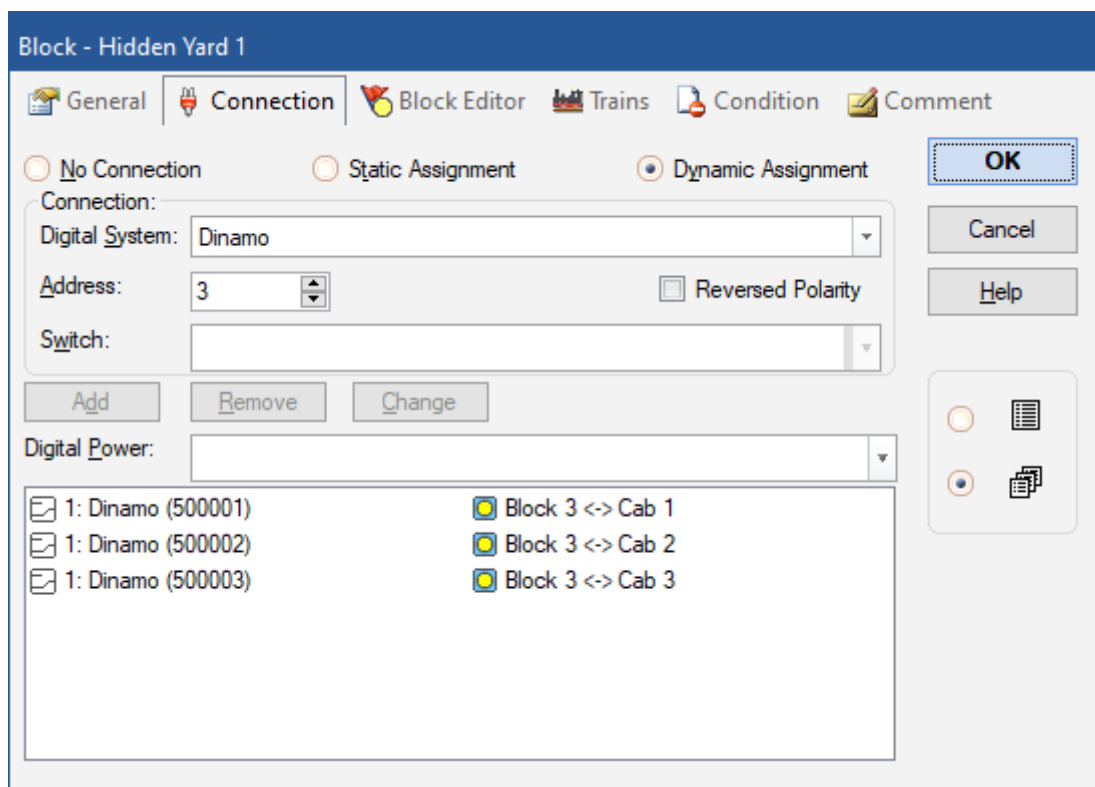 Block - Hidden Yard 1
General Connection Block Editor Trains Condition Comment
No Connection Static Assignment Dynamic Assignment OK
Connection:
Digital System: Dinamo Cancel
Address: 3 Reversed Polarity Help
Switch:
Add Remove Change
Digital Power:
1: Dinamo (500001) Block 3 <-> Cab 1
1: Dinamo (500002) Block 3 <-> Cab 2
1: Dinamo (500003) Block 3 <-> Cab 3